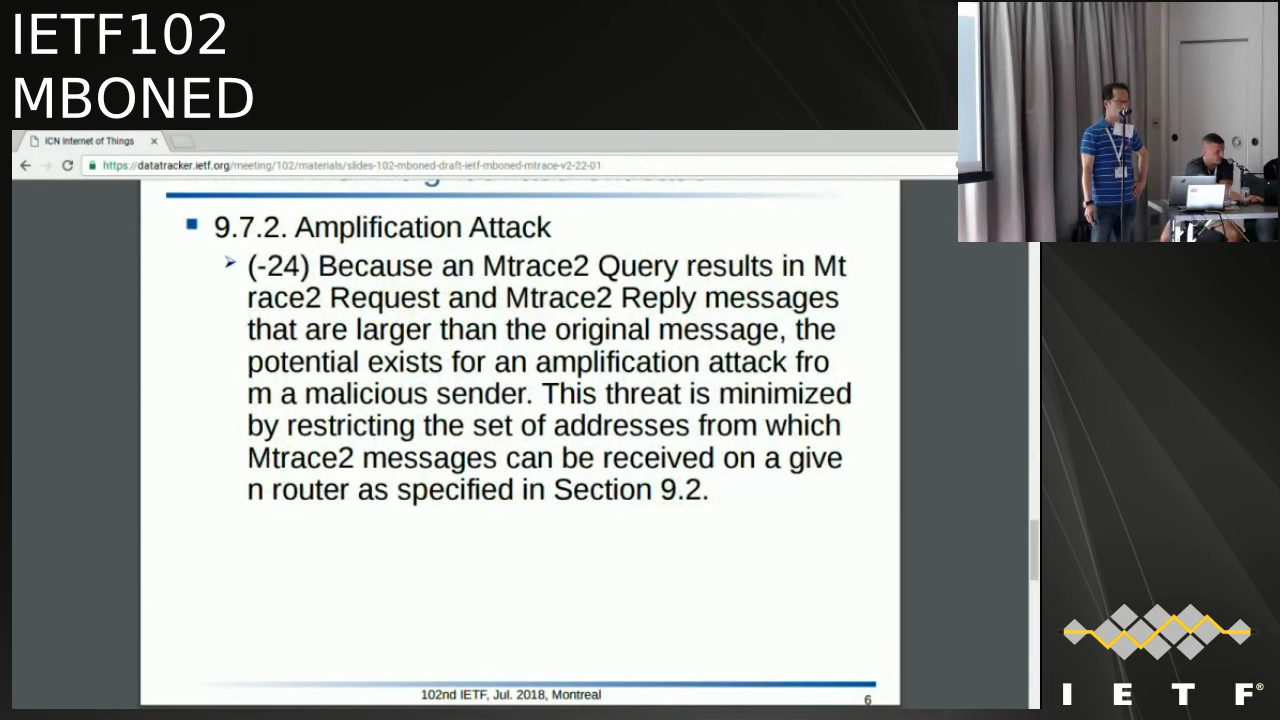 IETF102
MBONED
ICN Internet of Things
https://datatracker.ietf.org/meeting/102/materials/slides-102-mboned-draft-ietf-mboned-mtrace-v2-22-01
9.7.2. Amplification Attack
(-24) Because an Mtrace2 Query results in Mt
race2 Request and Mtrace2 Reply messages
that are larger than the original message, the
potential exists for an amplification attack fro
m a malicious sender. This threat is minimized
by restricting the set of addresses from which
Mtrace2 messages can be received on a give
n router as specified in Section 9.2.
102nd IETF, Jul. 2018, Montreal
6
I E T F®